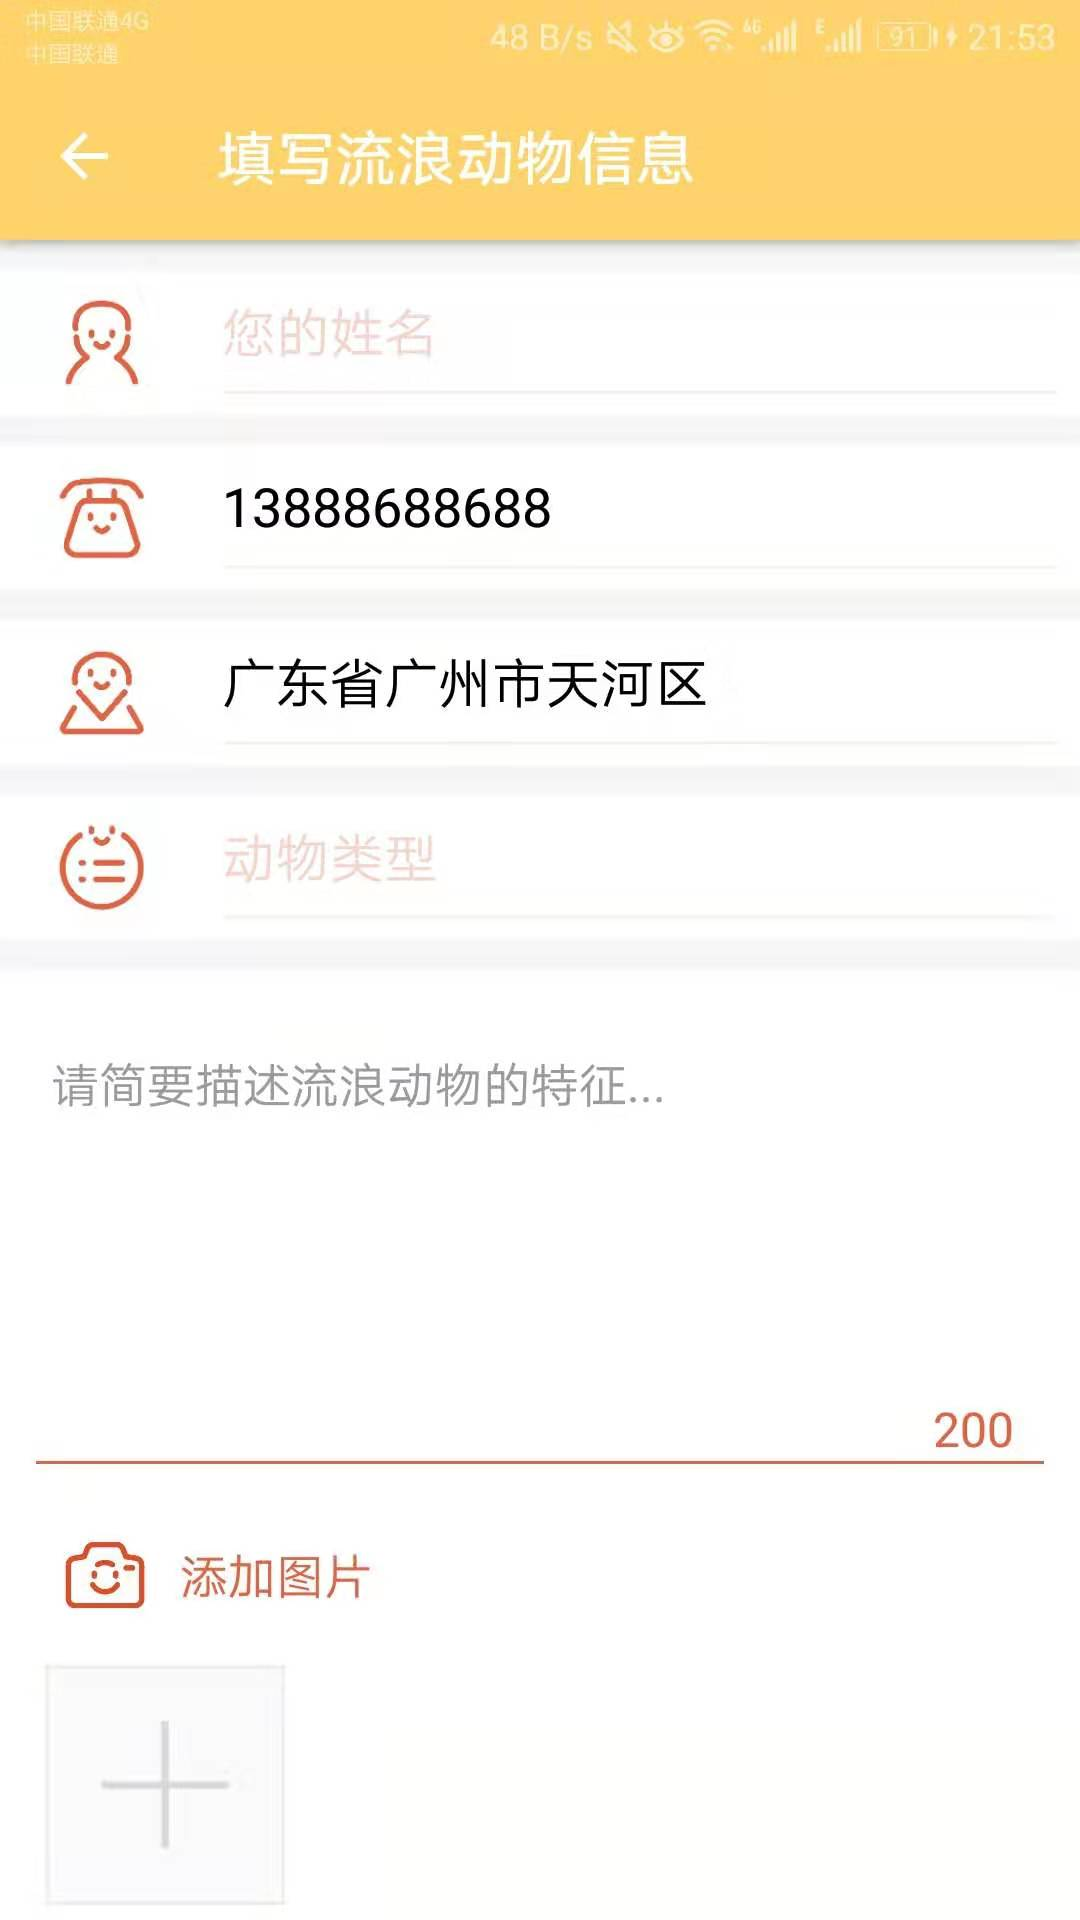 中国联通4G
中国联通
48 B/s 4G E 91 21:53
填写流浪动物信息
您的姓名
13888688688
广东省广州市天河区
动物类型
请简要描述流浪动物的特征...
200
添加图片